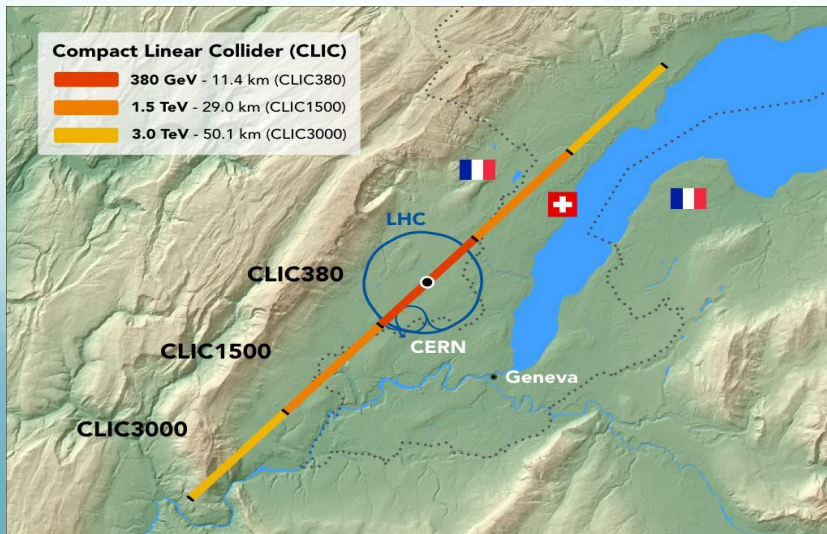 Compact Linear Collider (CLIC)
380 GeV - 11.4 km (CLIC380)
1.5 TeV - 29.0 km (CLIC1500)
3.0 TeV - 50.1 km (CLIC3000)
LHC
CLIC380
CERN
CLIC1500
Geneva
CLIC3000